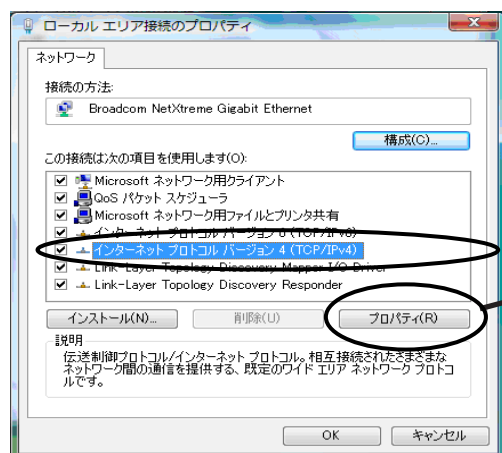 ローカル エリア接続のプロパティ
ネットワーク
接続の方法:
Broadcom NetXtreme Gigabit Ethernet
構成(C)...
この接続は次の項目を使用します(O):
Microsoft ネットワーク用クライアント
QoS パケット スケジューラ
Microsoft ネットワーク用ファイルとプリンタ共有
インターネット プロトコル バージョン 6 (TCP/IPv6)
インターネット プロトコル バージョン 4 (TCP/IPv4)
Link-Layer Topology Discovery Mapper I/O Driver
Link-Layer Topology Discovery Responder
インストール(N)... 削除(U) プロパティ(R)
説明
伝送制御プロトコル/インターネット プロトコル。相互接続されたさまざまな
ネットワーク間の通信を提供する、既定のワイド エリア ネットワーク プロトコ
ルです。
OK キャンセル